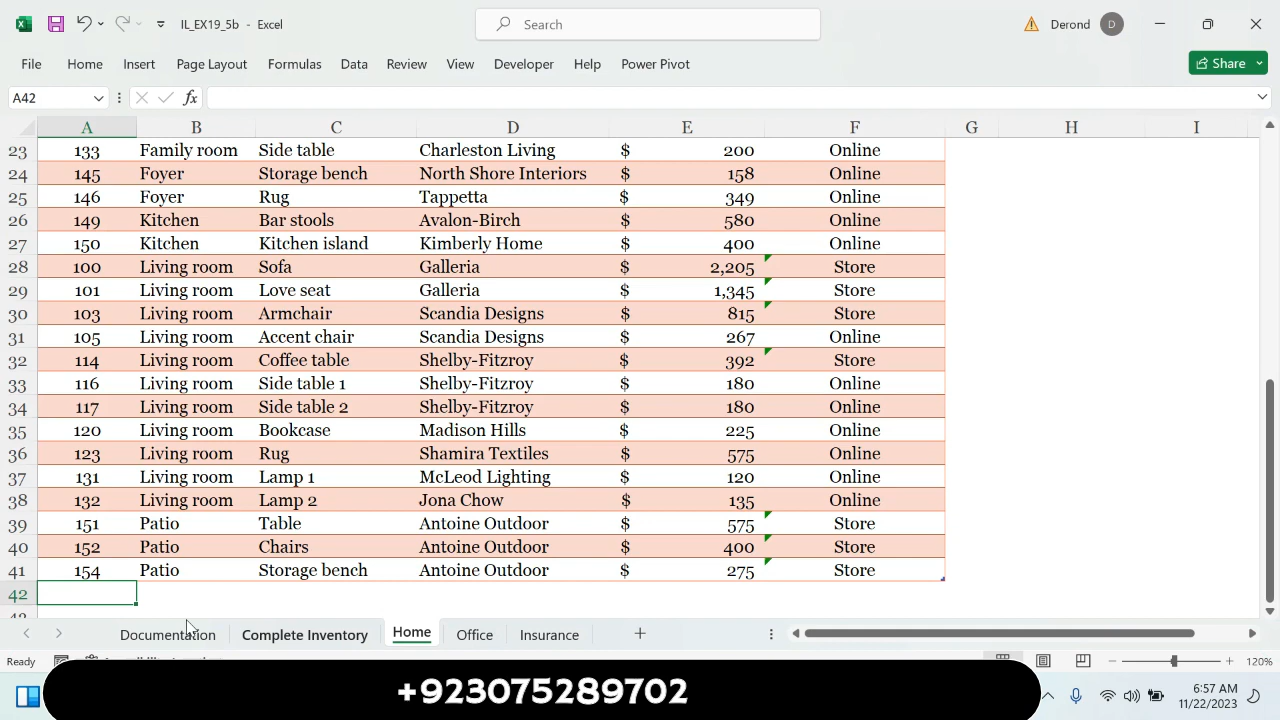 IL_EX19_5b - Excel
Search
Derond
D
File Home Insert Page Layout Formulas Data Review View Developer Help Power Pivot
Share
A42
fx
A B C D E F G H I
23 133 Family room Side table Charleston Living $ 200 Online
24 145 Foyer Storage bench North Shore Interiors $ 158 Online
25 146 Foyer Rug Tappetta $ 349 Online
26 149 Kitchen Bar stools Avalon-Birch $ 580 Online
27 150 Kitchen Kitchen island Kimberly Home $ 400 Online
28 100 Living room Sofa Galleria $ 2,205 Store
29 101 Living room Love seat Galleria $ 1,345 Store
30 103 Living room Armchair Scandia Designs $ 815 Store
31 105 Living room Accent chair Scandia Designs $ 267 Online
32 114 Living room Coffee table Shelby-Fitzroy $ 392 Store
33 116 Living room Side table 1 Shelby-Fitzroy $ 180 Online
34 117 Living room Side table 2 Shelby-Fitzroy $ 180 Online
35 120 Living room Bookcase Madison Hills $ 225 Online
36 123 Living room Rug Shamira Textiles $ 575 Online
37 131 Living room Lamp 1 McLeod Lighting $ 120 Online
38 132 Living room Lamp 2 Jona Chow $ 135 Online
39 151 Patio Table Antoine Outdoor $ 575 Store
40 152 Patio Chairs Antoine Outdoor $ 400 Store
41 154 Patio Storage bench Antoine Outdoor $ 275 Store
42
Documentation Complete Inventory Home Office Insurance
Ready
120%
+923075289702
6:57 AM
11/22/2023